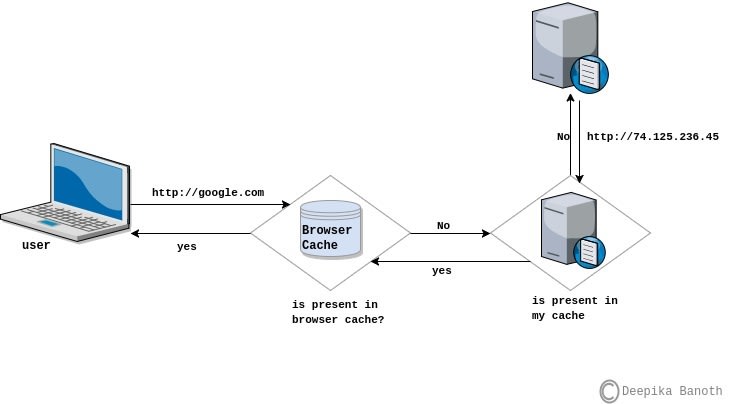 No
http://74.125.236.45
http://google.com
Browser
Cache
No
user
yes
yes
is present in
browser cache?
is present in
my cache
© Deepika Banoth